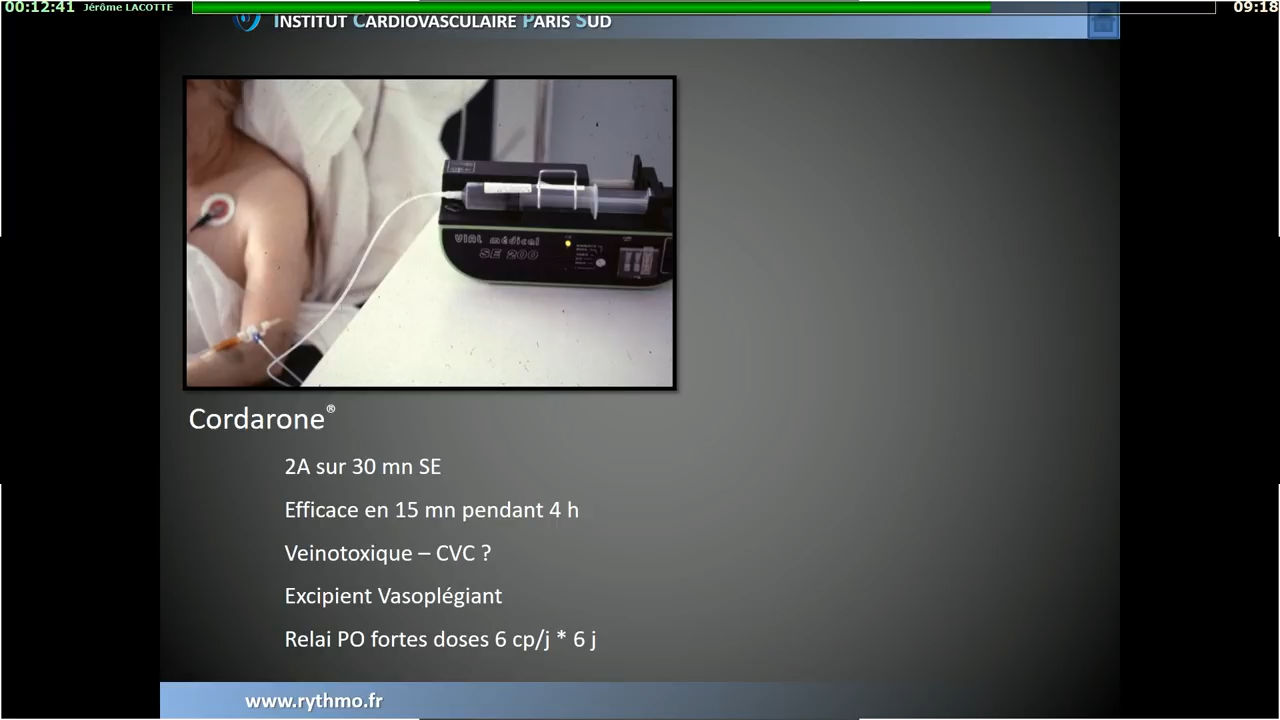 00:12:41 Jérôme LACOTTE 09:18
INSTITUT CARDIOVASCULAIRE PARIS SUD
VIAL médical
SE 200
Cordarone®
2A sur 30 mn SE
Efficace en 15 mn pendant 4 h
Veinotoxique – CVC ?
Excipient Vasoplégiant
Relai PO fortes doses 6 cp/j * 6 j
www.rythmo.fr